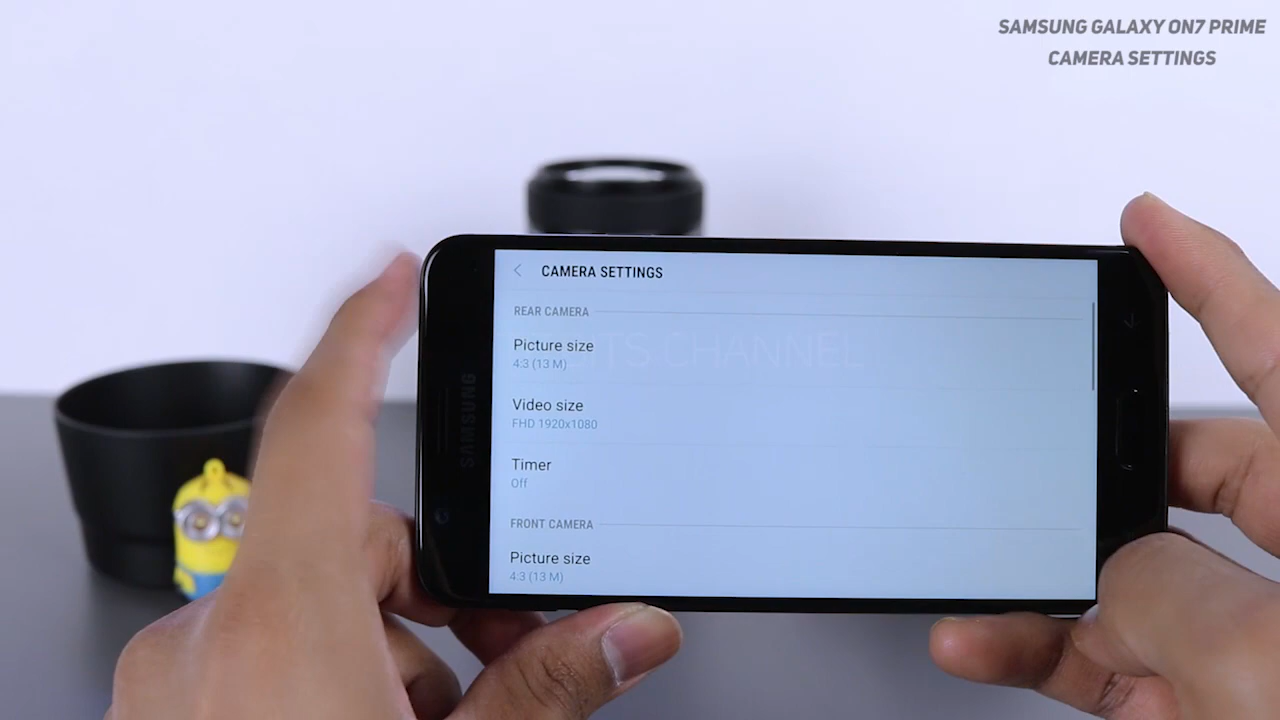 SAMSUNG GALAXY ON7 PRIME
CAMERA SETTINGS
CAMERA SETTINGS
REAR CAMERA
Picture size
4:3 (13 M)
Video size
FHD 1920x1080
Timer
Off
FRONT CAMERA
Picture size
4:3 (13 M)
SAMSUNG
CHANNEL